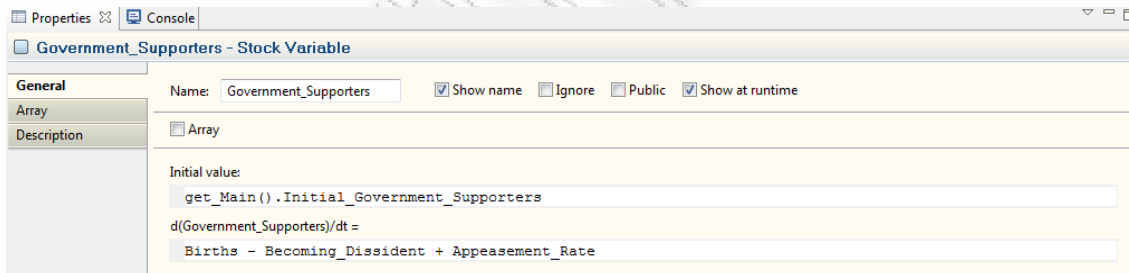 Properties Console
Government_Supporters - Stock Variable
General
Name: Government_Supporters Show name Ignore Public Show at runtime
Array
Description
Array
Initial value:
get_Main().Initial_Government_Supporters
d(Government_Supporters)/dt =
Births - Becoming_Dissident + Appeasement_Rate